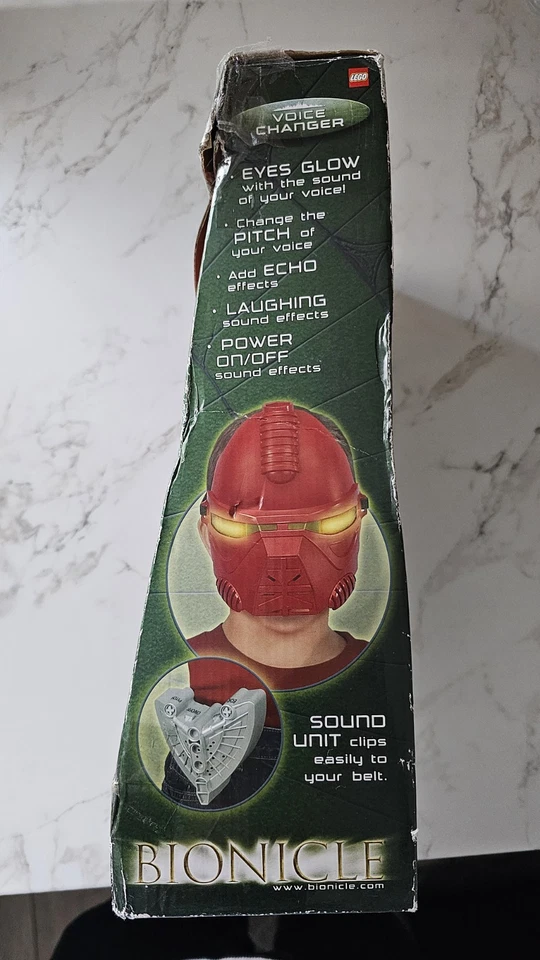 LEGO
VOICE
CHANGER
• EYES GLOW
with the sound
of your voice!
• Change the
PITCH of
your voice
• Add ECHO
effects
• LAUGHING
sound effects
• POWER
ON/OFF
sound effects
SOUND
UNIT clips
easily to
your belt.
BIONICLE
www.bionicle.com